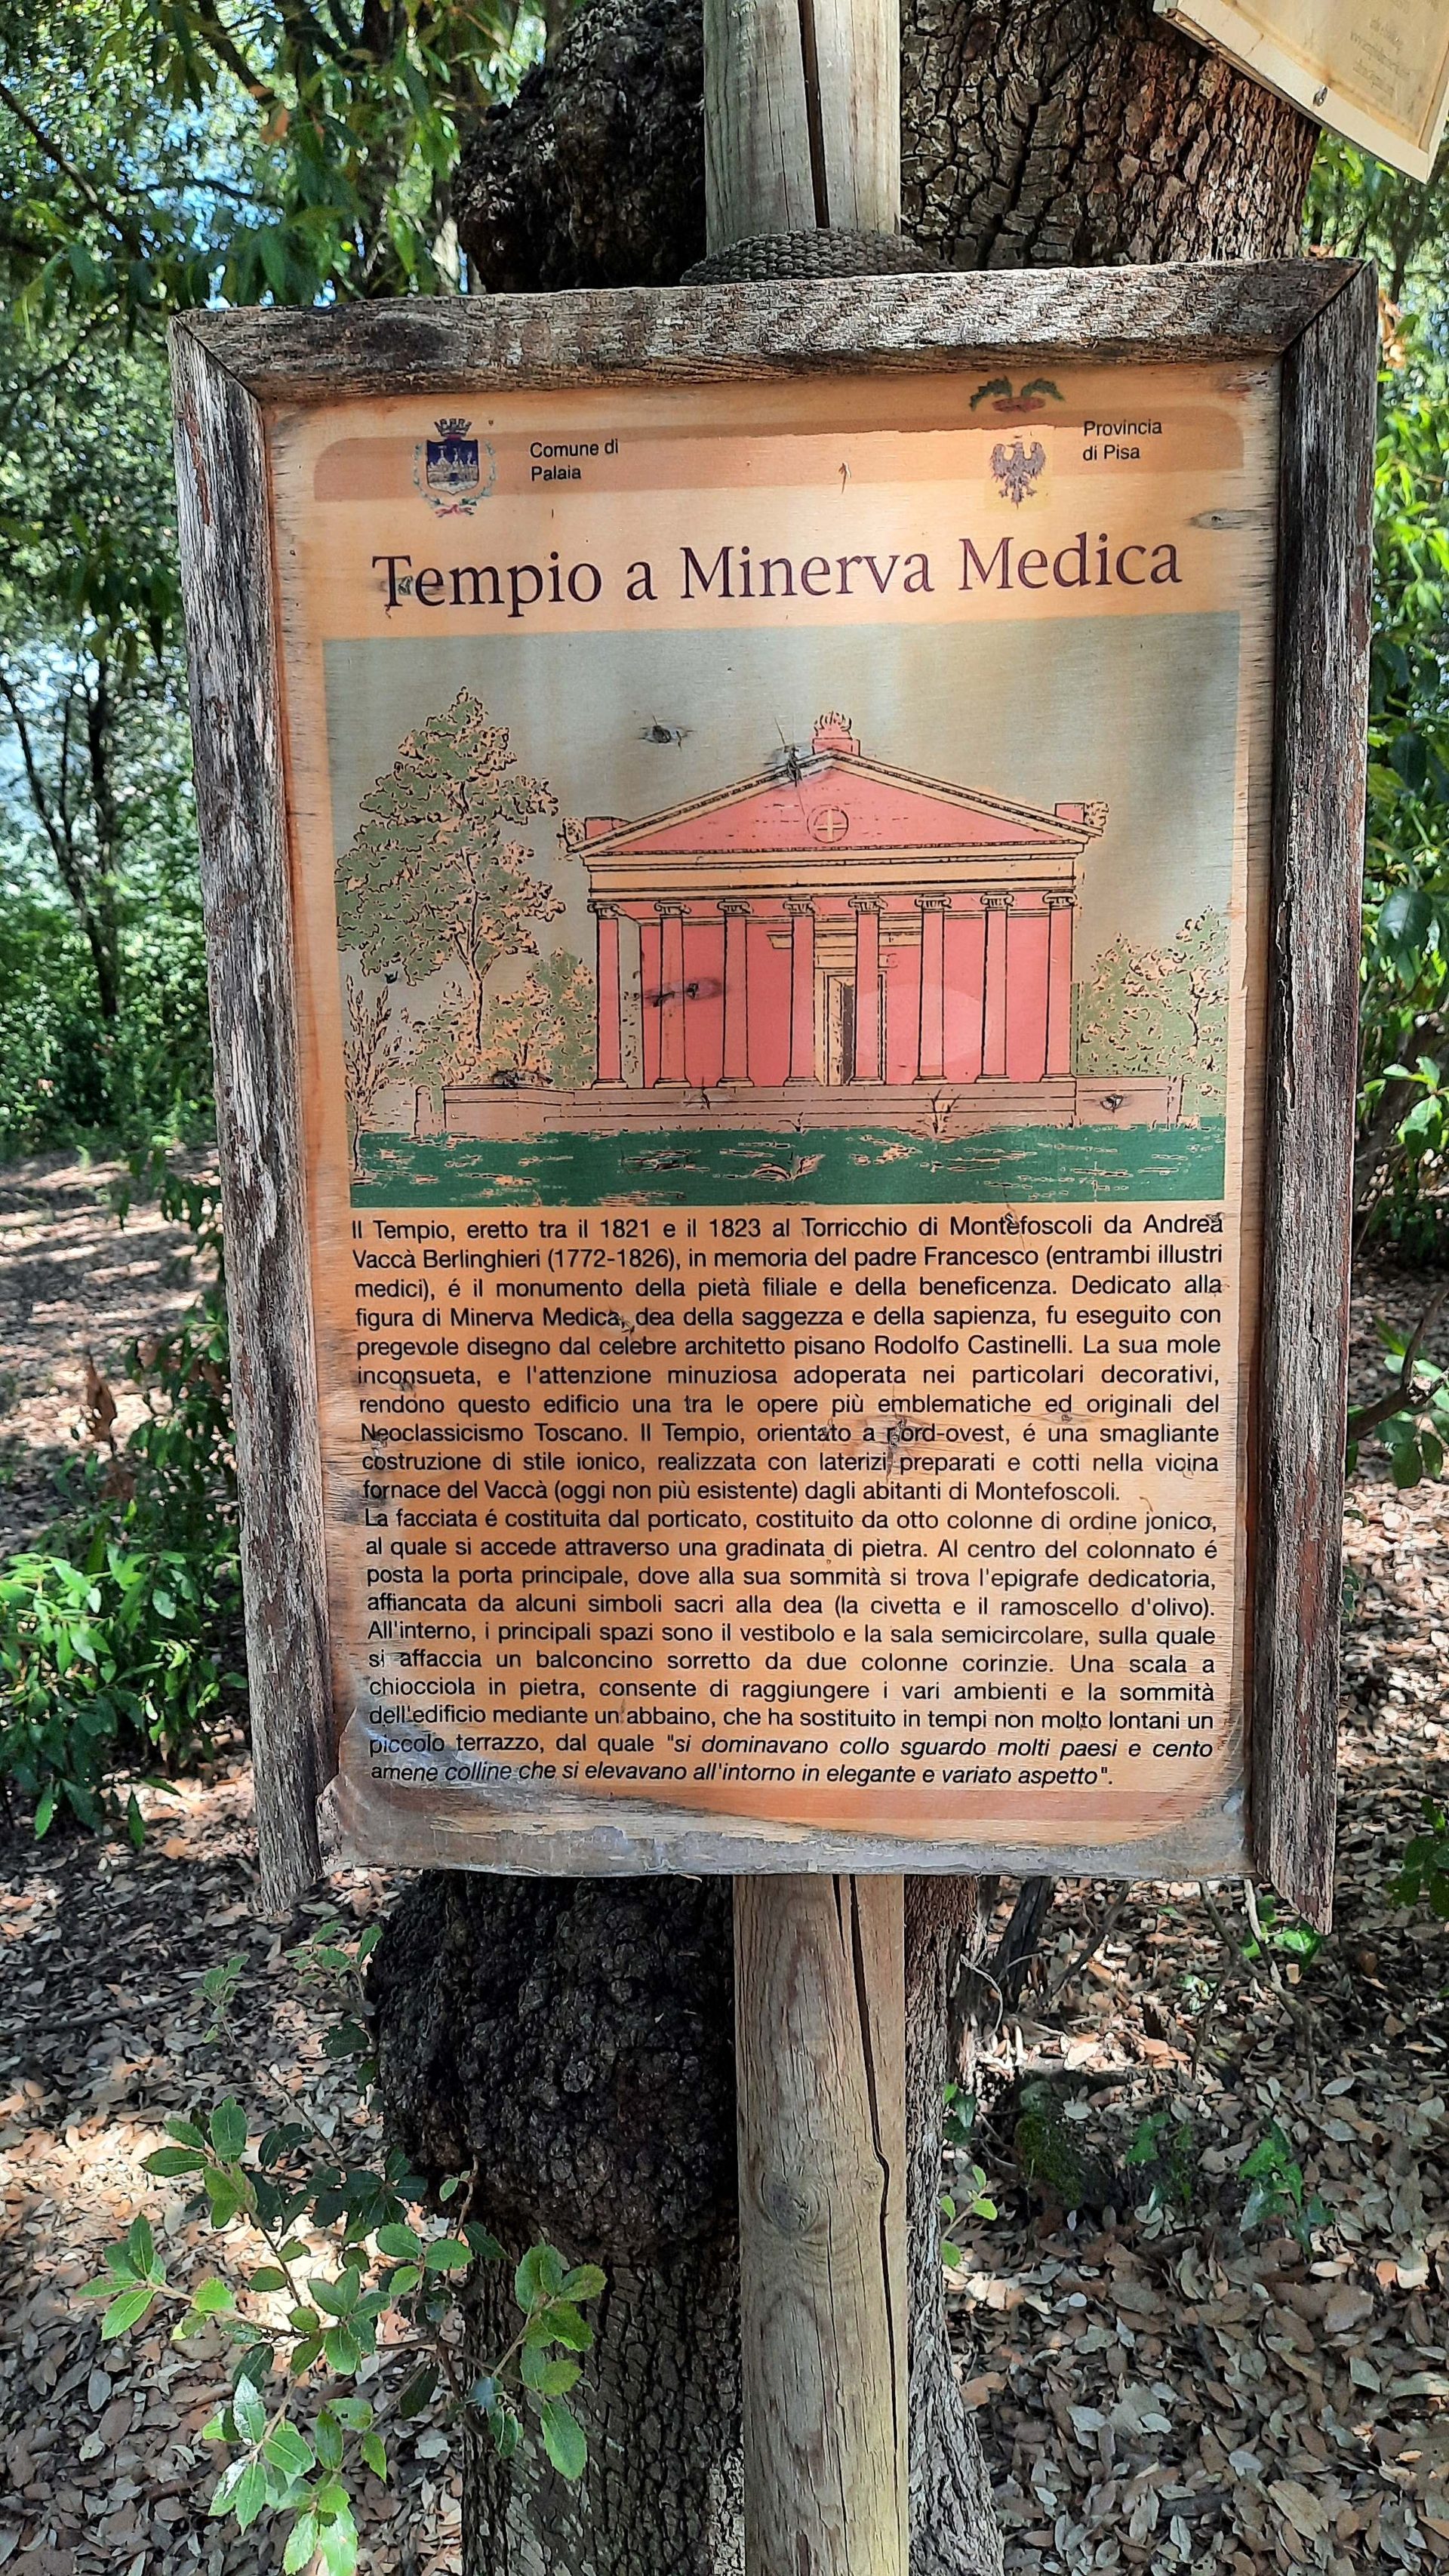 Comune di
Palaia
Provincia
di Pisa
Tempio a Minerva Medica
Il Tempio, eretto tra il 1821 e il 1823 al Torricchio di Montefoscoli da Andrea
Vaccà Berlinghieri (1772-1826), in memoria del padre Francesco (entrambi illustri
medici), é il monumento della pietà filiale e della beneficenza. Dedicato alla
figura di Minerva Medica, dea della saggezza e della sapienza, fu eseguito con
pregevole disegno dal celebre architetto pisano Rodolfo Castinelli. La sua mole
inconsueta, e l'attenzione minuziosa adoperata nei particolari decorativi,
rendono questo edificio una tra le opere più emblematiche ed originali del
Neoclassicismo Toscano. Il Tempio, orientato a nord-ovest, é una smagliante
costruzione di stile ionico, realizzata con laterizi preparati e cotti nella vicina
fornace del Vaccà (oggi non più esistente) dagli abitanti di Montefoscoli.
La facciata é costituita dal porticato, costituito da otto colonne di ordine jonico,
al quale si accede attraverso una gradinata di pietra. Al centro del colonnato é
posta la porta principale, dove alla sua sommità si trova l'epigrafe dedicatoria,
affiancata da alcuni simboli sacri alla dea (la civetta e il ramoscello d'olivo).
All'interno, i principali spazi sono il vestibolo e la sala semicircolare, sulla quale
si affaccia un balconcino sorretto da due colonne corinzie. Una scala a
chiocciola in pietra, consente di raggiungere i vari ambienti e la sommità
dell'edificio mediante un abbaino, che ha sostituito in tempi non molto lontani un
piccolo terrazzo, dal quale "si dominavano collo sguardo molti paesi e cento
amene colline che si elevavano all'intorno in elegante e variato aspetto".